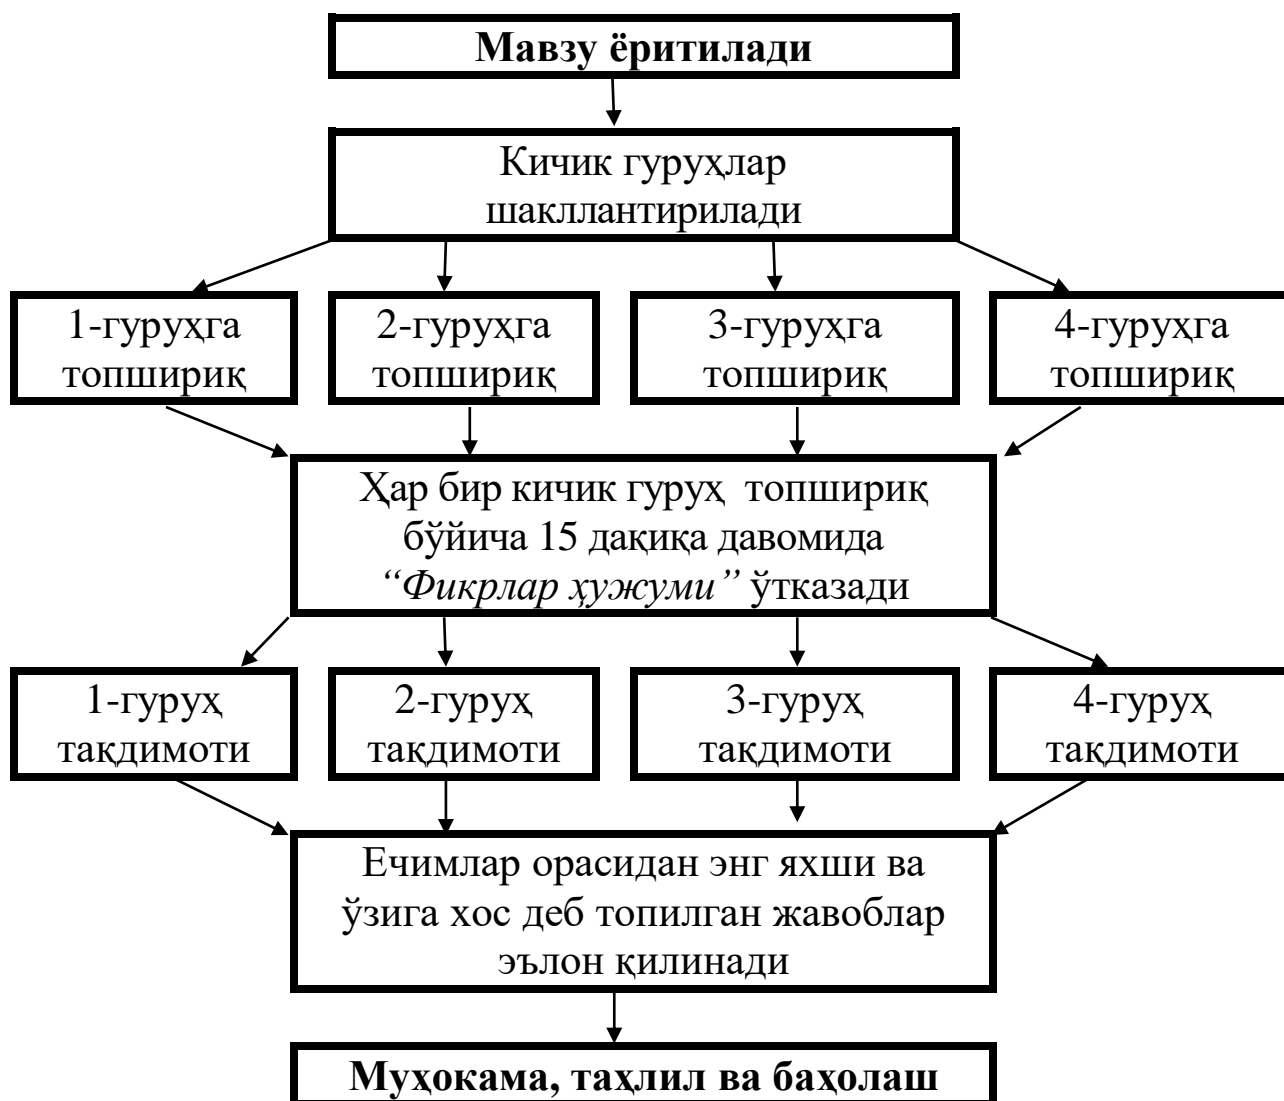 Мавзу ёритилади
Кичик гуруҳлар
шакллантирилади
1-гуруҳга
топшириқ
2-гуруҳга
топшириқ
3-гуруҳга
топшириқ
4-гуруҳга
топшириқ
Ҳар бир кичик гуруҳ топшириқ
бўйича 15 дақиқа давомида
“Фикрлар ҳужуми” ўтказади
1-гуруҳ
тақдимоти
2-гуруҳ
тақдимоти
3-гуруҳ
тақдимоти
4-гуруҳ
тақдимоти
Ечимлар орасидан энг яхши ва
ўзига хос деб топилган жавоблар
эълон қилинади
Муҳокама, таҳлил ва баҳолаш